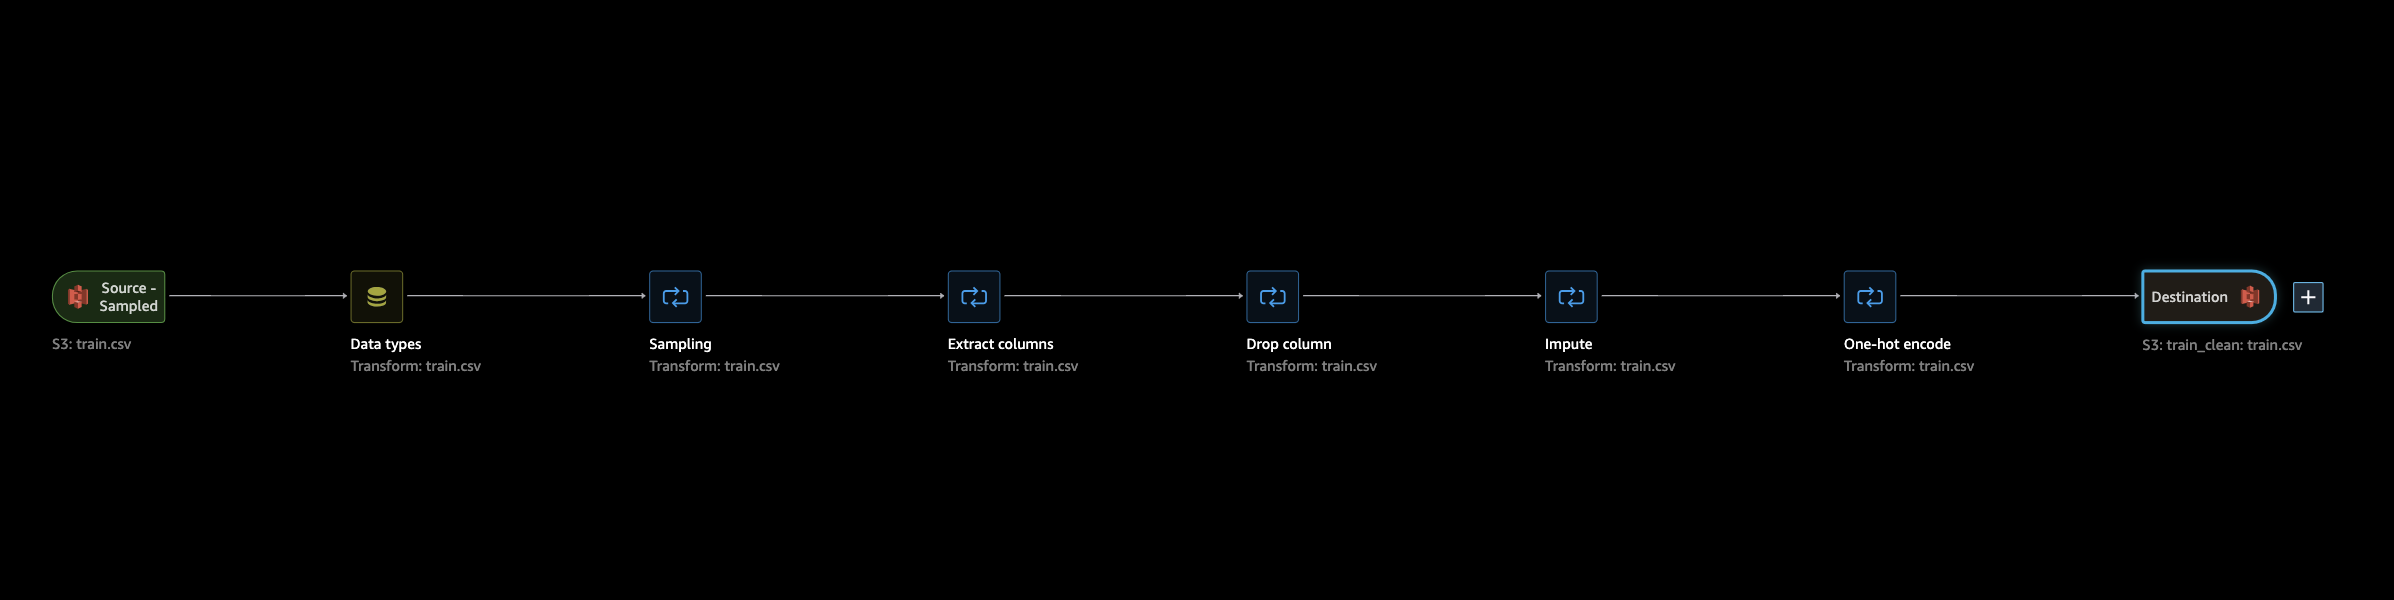 Source -
Sampled
S3: train.csv
Data types
Transform: train.csv
Sampling
Transform: train.csv
Extract columns
Transform: train.csv
Drop column
Transform: train.csv
Impute
Transform: train.csv
One-hot encode
Transform: train.csv
Destination
S3: train_clean: train.csv